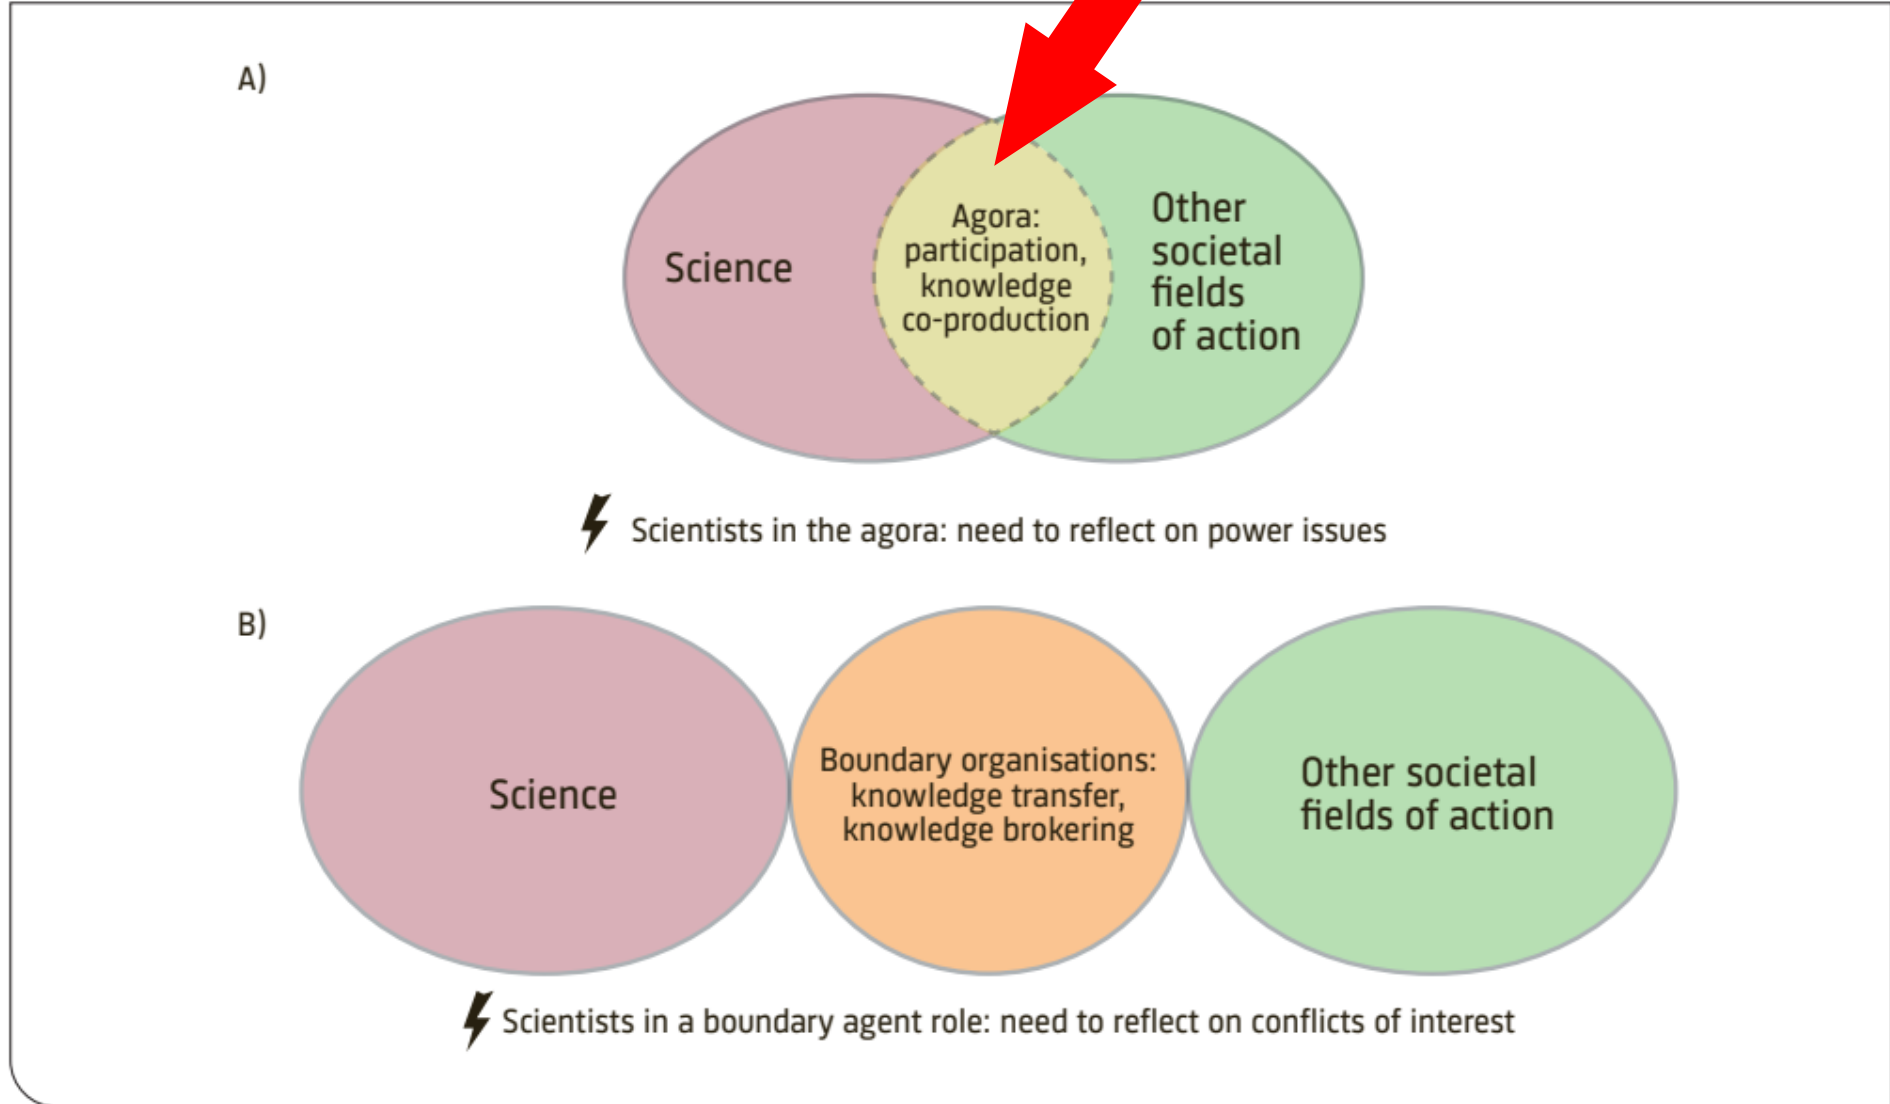 A)
Science
Agora:
participation,
knowledge
co-production
Other
societal
fields
of action
Scientists in the agora: need to reflect on power issues
B)
Science
Boundary organisations:
knowledge transfer,
knowledge brokering
Other societal
fields of action
Scientists in a boundary agent role: need to reflect on conflicts of interest